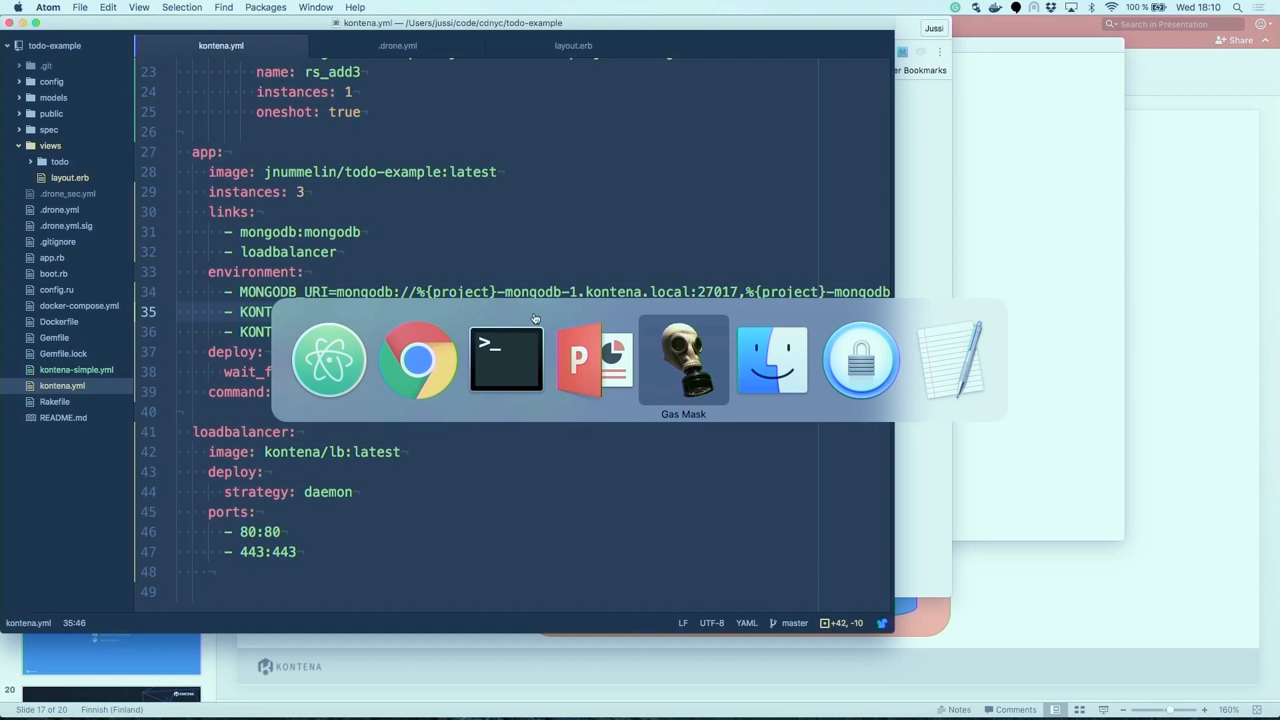 Atom File Edit View Selection Find Packages Window Help
100 % Wed 18:10
kontena.yml — /Users/jussi/code/cdnyc/todo-example
Search in Presentation
Jussi
Share
er Bookmarks
todo-example
kontena.yml
.drone.yml
layout.erb
.git
config
models
public
spec
views
todo
layout.erb
.drone_sec.yml
.drone.yml
.drone.yml.sig
.gitignore
app.rb
boot.rb
config.ru
docker-compose.yml
Dockerfile
Gemfile
Gemfile.lock
kontena-simple.yml
kontena.yml
Rakefile
README.md
23 name: rs_add3
24 instances: 1
25 oneshot: true
26
27 app:
28 image: jnummelin/todo-example:latest
29 instances: 3
30 links:
31 - mongodb:mongodb
32 - loadbalancer
33 environment:
34 - MONGODB_URI=mongodb://%{project}-mongodb-1.kontena.local:27017,%{project}-mongodb
35 - KONT
36 - KONT
37 deploy:
38 wait_f
39 command:
40
41 loadbalancer:
42 image: kontena/lb:latest
43 deploy:
44 strategy: daemon
45 ports:
46 - 80:80
47 - 443:443
48
49
Gas Mask
kontena.yml 35:46
LF UTF-8 YAML master +42, -10
KONTENA
20
KONTENA
Slide 17 of 20 Finnish (Finland)
Notes Comments 160%